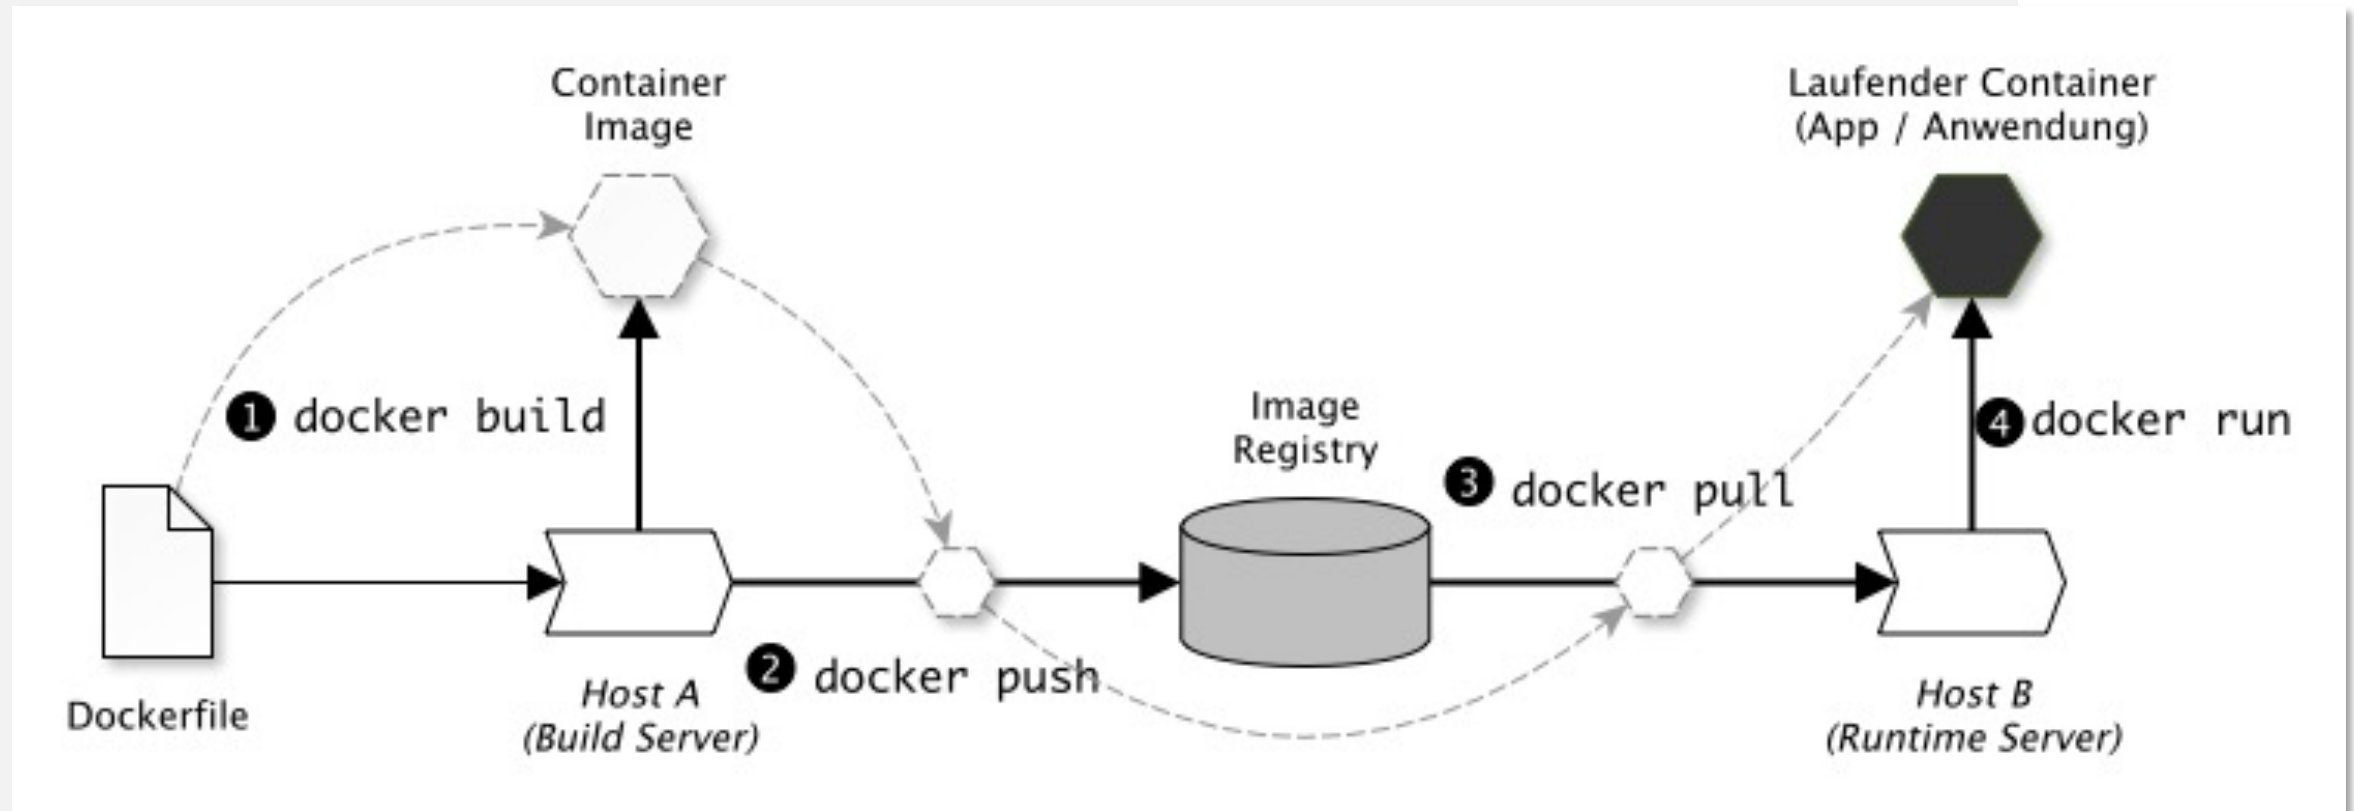 Container
Image
Laufender Container
(App / Anwendung)
1 docker build
Image
Registry
4 docker run
3 docker pull
2 docker push
Dockerfile
Host A
(Build Server)
Host B
(Runtime Server)